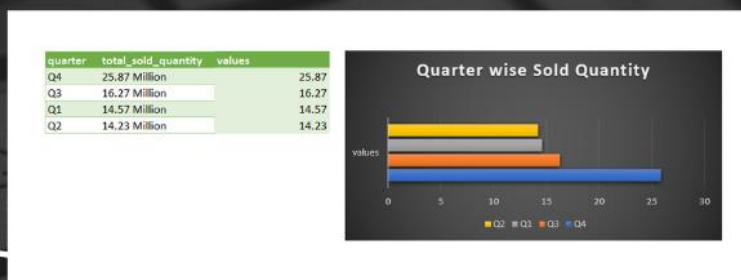 quarter total_sold_quantity values
Q4 25.87 Million 25.87
Q3 16.27 Million 16.27
Q1 14.57 Million 14.57
Q2 14.23 Million 14.23
Quarter wise Sold Quantity
values
0 5 10 15 20 25 30
Q2 Q1 Q3 Q4